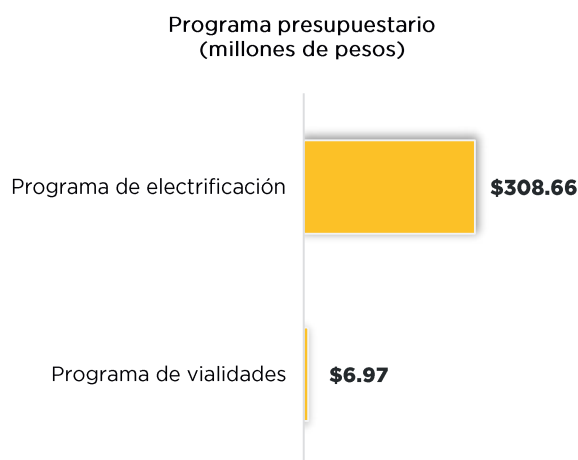 Programa presupuestario
(millones de pesos)
Programa de electrificación
$308.66
Programa de vialidades
$6.97